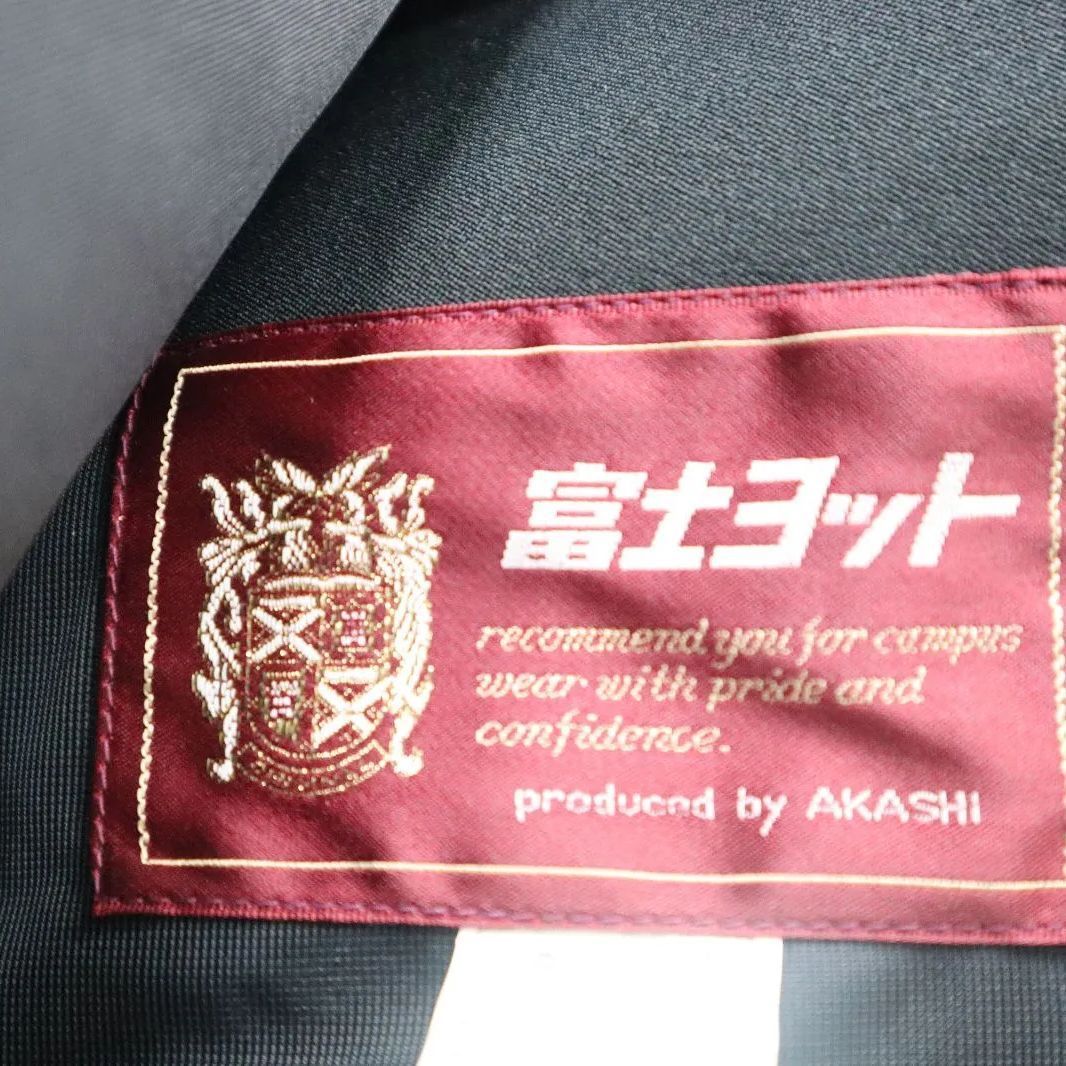 富士ヨット
recommend you for campus
wear with pride and
confidence.
produced by AKASHI